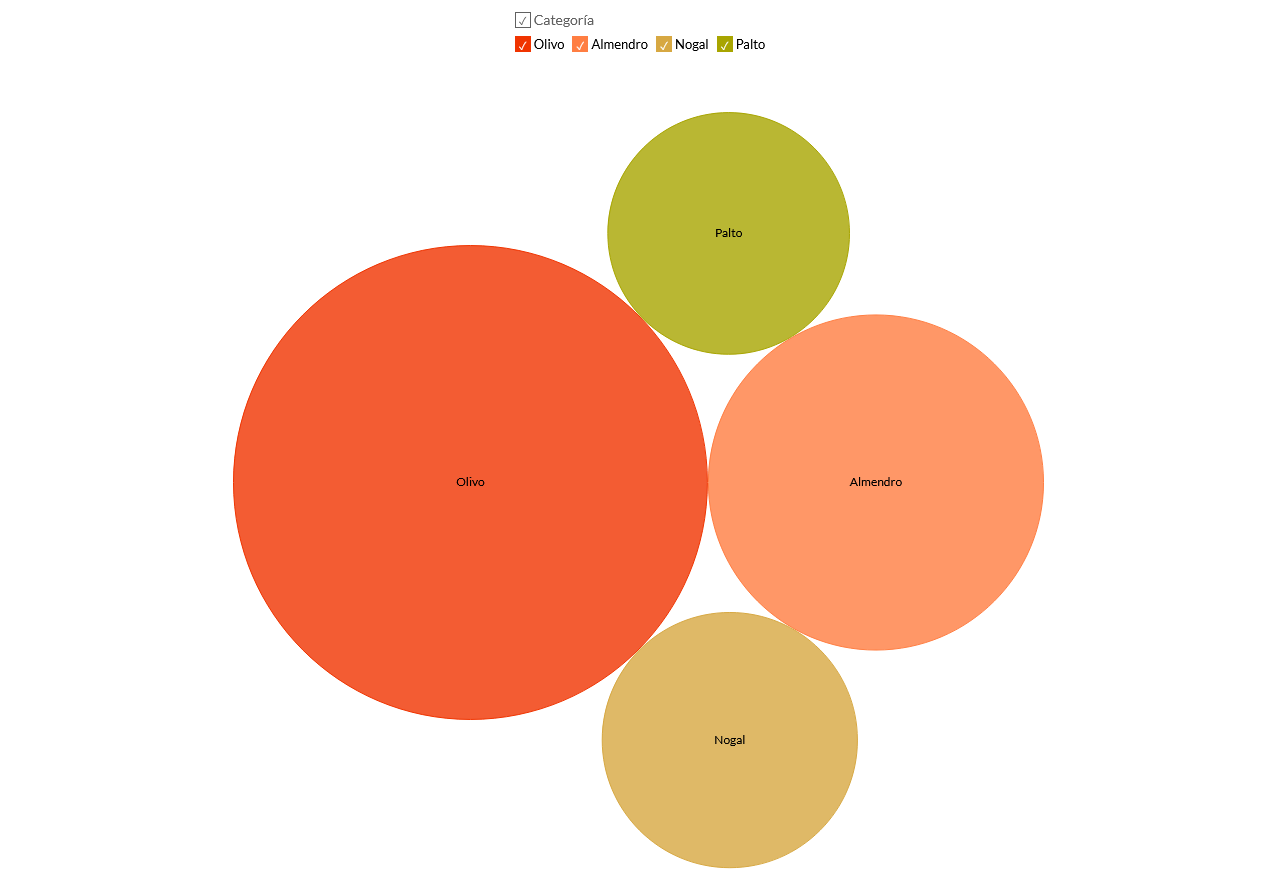 Categoría
Olivo Almendro Nogal Palto
Palto
Olivo
Almendro
Nogal